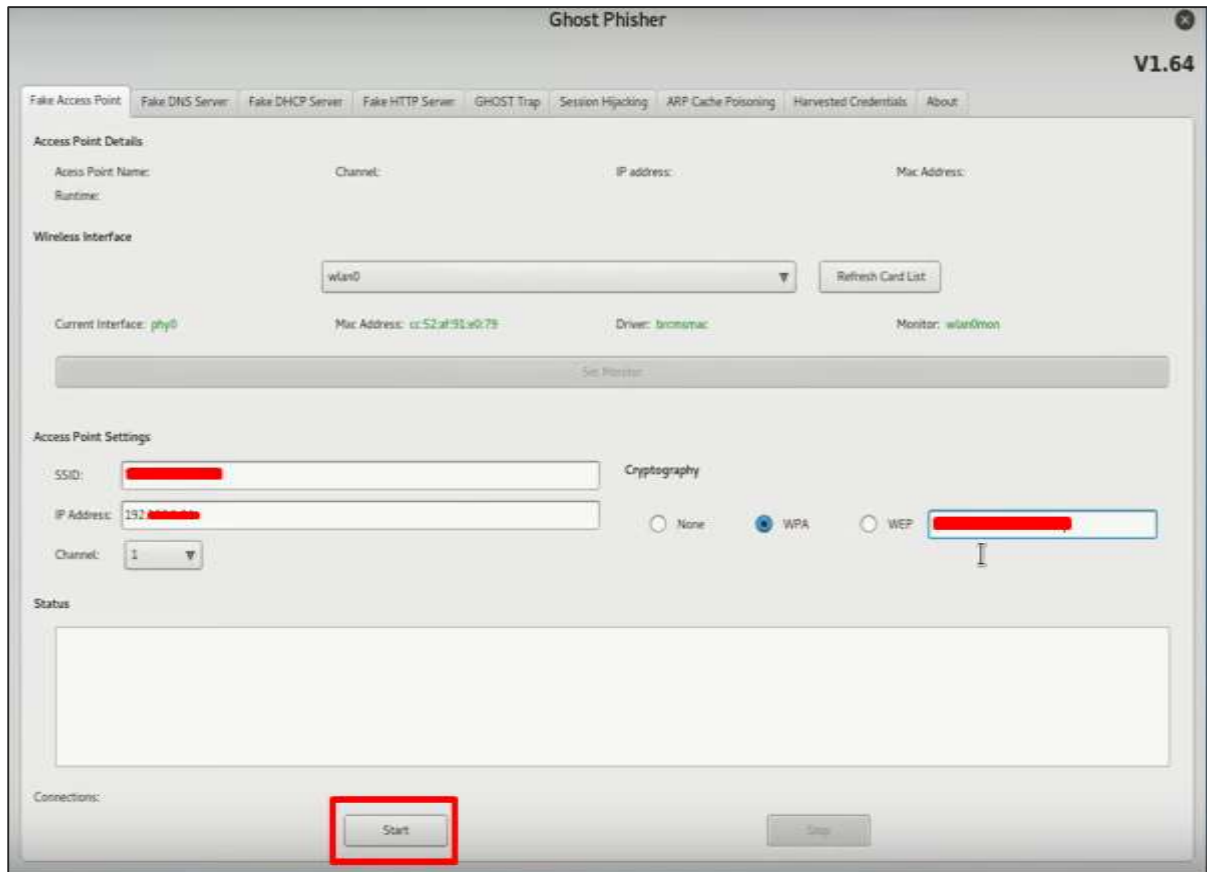 Ghost Phisher
V1.64
Fake Access Point Fake DNS Server Fake DHCP Server Fake HTTP Server GHOST Trap Session Hijacking ARP Cache Poisoning Harvested Credentials About
Access Point Details
Acess Point Name: Channel: IP address: Mac Address:
Runtime:
Wireless Interface
wlan0 Refresh Card List
Current Interface: phy0 Mac Address: cc:52:af:91:e0:79 Driver: brcmsmac Monitor: wlan0mon
Set Monitor
Access Point Settings
SSID: Cryptography
IP Address: 192. None WPA WEP
Channel: 1
Status
Connections:
Start Stop